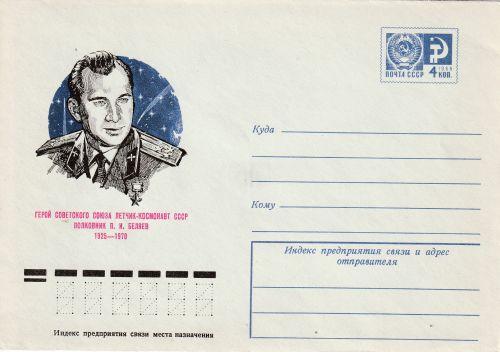 ПОЧТА СССР
1966
4 КОП.
ГЕРОЙ СОВЕТСКОГО СОЮЗА ЛЕТЧИК-КОСМОНАВТ СССР
ПОЛКОВНИК П. И. БЕЛЯЕВ
1925—1970
Куда
Кому
Индекс предприятия связи и адрес
отправителя
Индекс предприятия связи места назначения